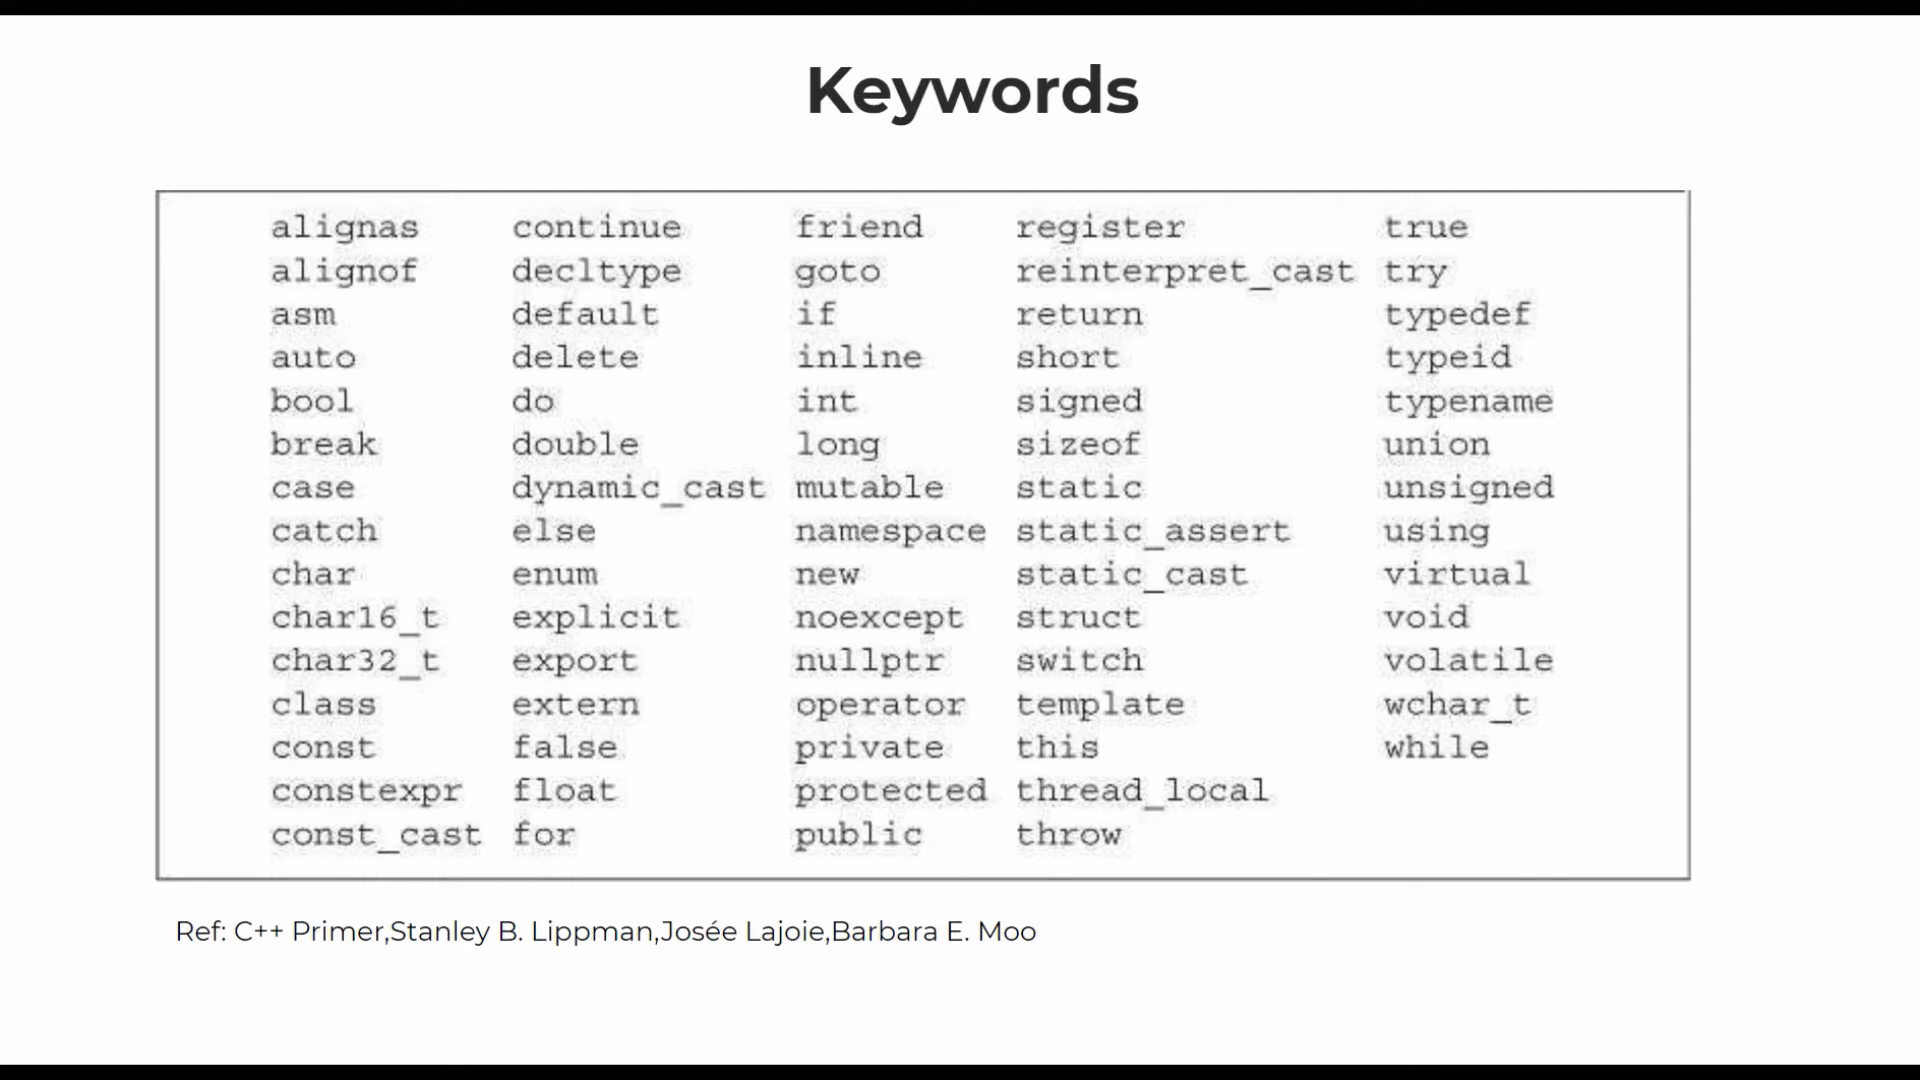 Keywords
alignas continue friend register true
alignof decltype goto reinterpret_cast try
asm default if return typedef
auto delete inline short typeid
bool do int signed typename
break double long sizeof union
case dynamic_cast mutable static unsigned
catch else namespace static_assert using
char enum new static_cast virtual
char16_t explicit noexcept struct void
char32_t export nullptr switch volatile
class extern operator template wchar_t
const false private this while
constexpr float protected thread_local
const_cast for public throw
Ref: C++ Primer,Stanley B. Lippman,Josée Lajoie,Barbara E. Moo